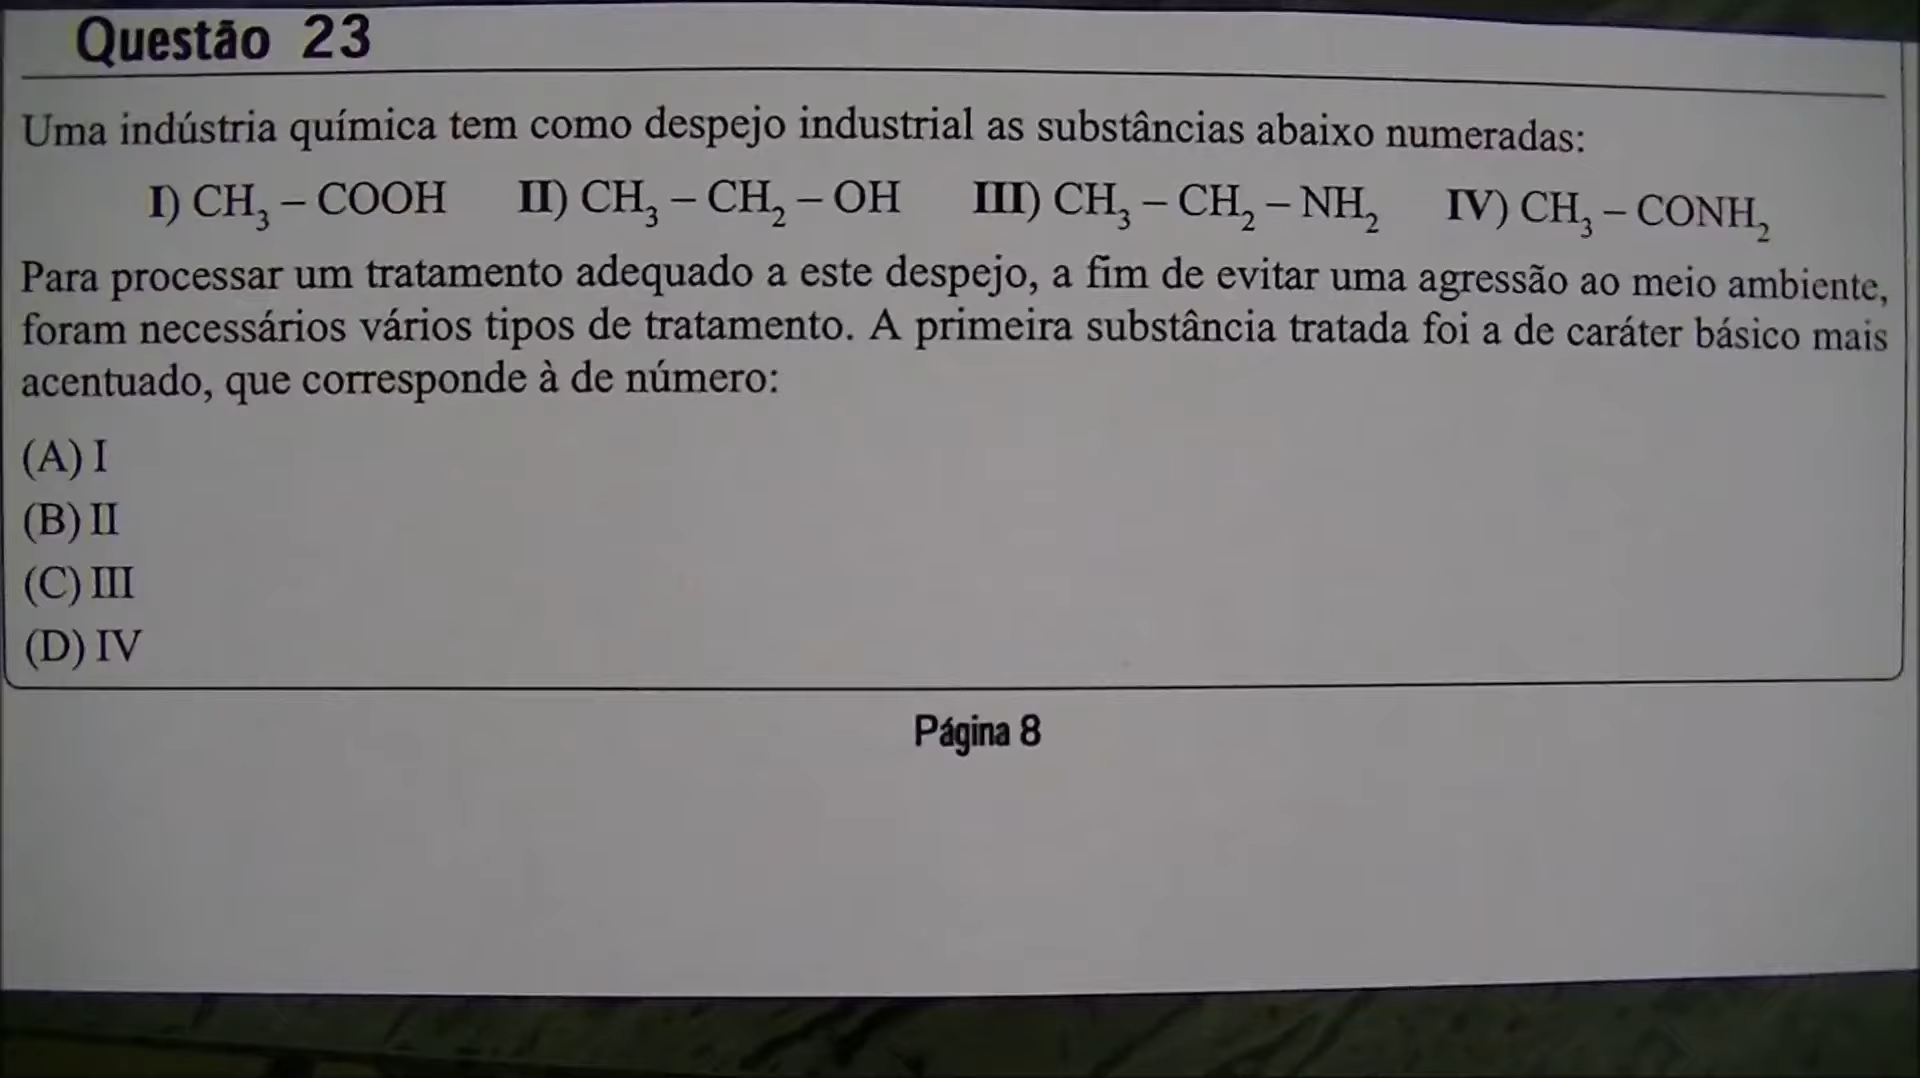 Questão 23
Uma indústria química tem como despejo industrial as substâncias abaixo numeradas:
I) CH₃ – COOH II) CH₃ – CH₂ – OH III) CH₃ – CH₂ – NH₂ IV) CH₃ – CONH₂
Para processar um tratamento adequado a este despejo, a fim de evitar uma agressão ao meio ambiente,
foram necessários vários tipos de tratamento. A primeira substância tratada foi a de caráter básico mais
acentuado, que corresponde à de número:
(A) I
(B) II
(C) III
(D) IV
Página 8